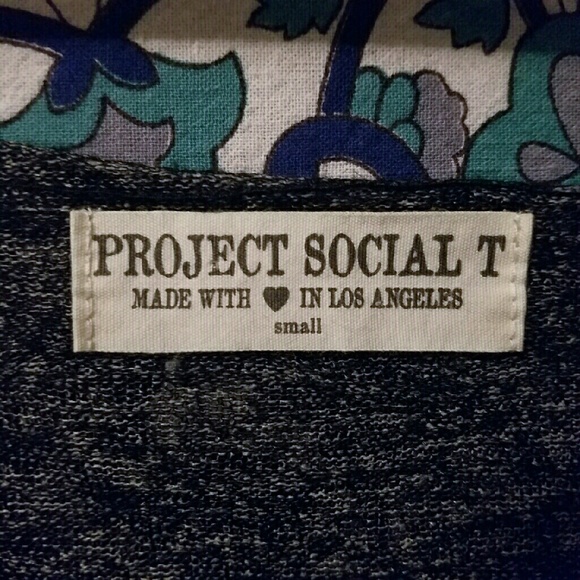 PROJECT SOCIAL T
MADE WITH ♥ IN LOS ANGELES
small